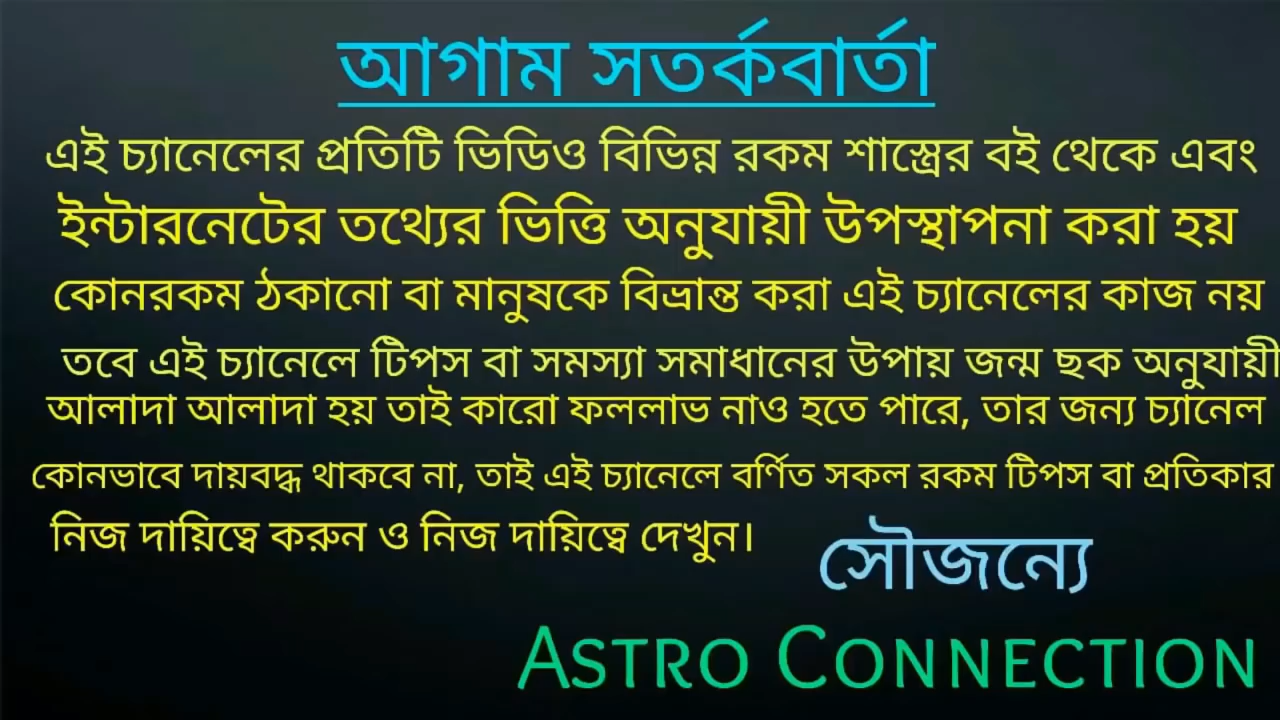 আগাম সতর্কবার্তা
এই চ্যানেলের প্রতিটি ভিডিও বিভিন্ন রকম শাস্ত্রের বই থেকে এবং
ইন্টারনেটের তথ্যের ভিত্তি অনুযায়ী উপস্থাপনা করা হয়
কোনরকম ঠকানো বা মানুষকে বিভ্রান্ত করা এই চ্যানেলের কাজ নয়
তবে এই চ্যানেলে টিপস বা সমস্যা সমাধানের উপায় জন্ম ছক অনুযায়ী
আলাদা আলাদা হয় তাই কারো ফললাভ নাও হতে পারে, তার জন্য চ্যানেল
কোনভাবে দায়বদ্ধ থাকবে না, তাই এই চ্যানেলে বর্ণিত সকল রকম টিপস বা প্রতিকার
নিজ দায়িত্বে করুন ও নিজ দায়িত্বে দেখুন।
সৌজন্যে
ASTRO CONNECTION